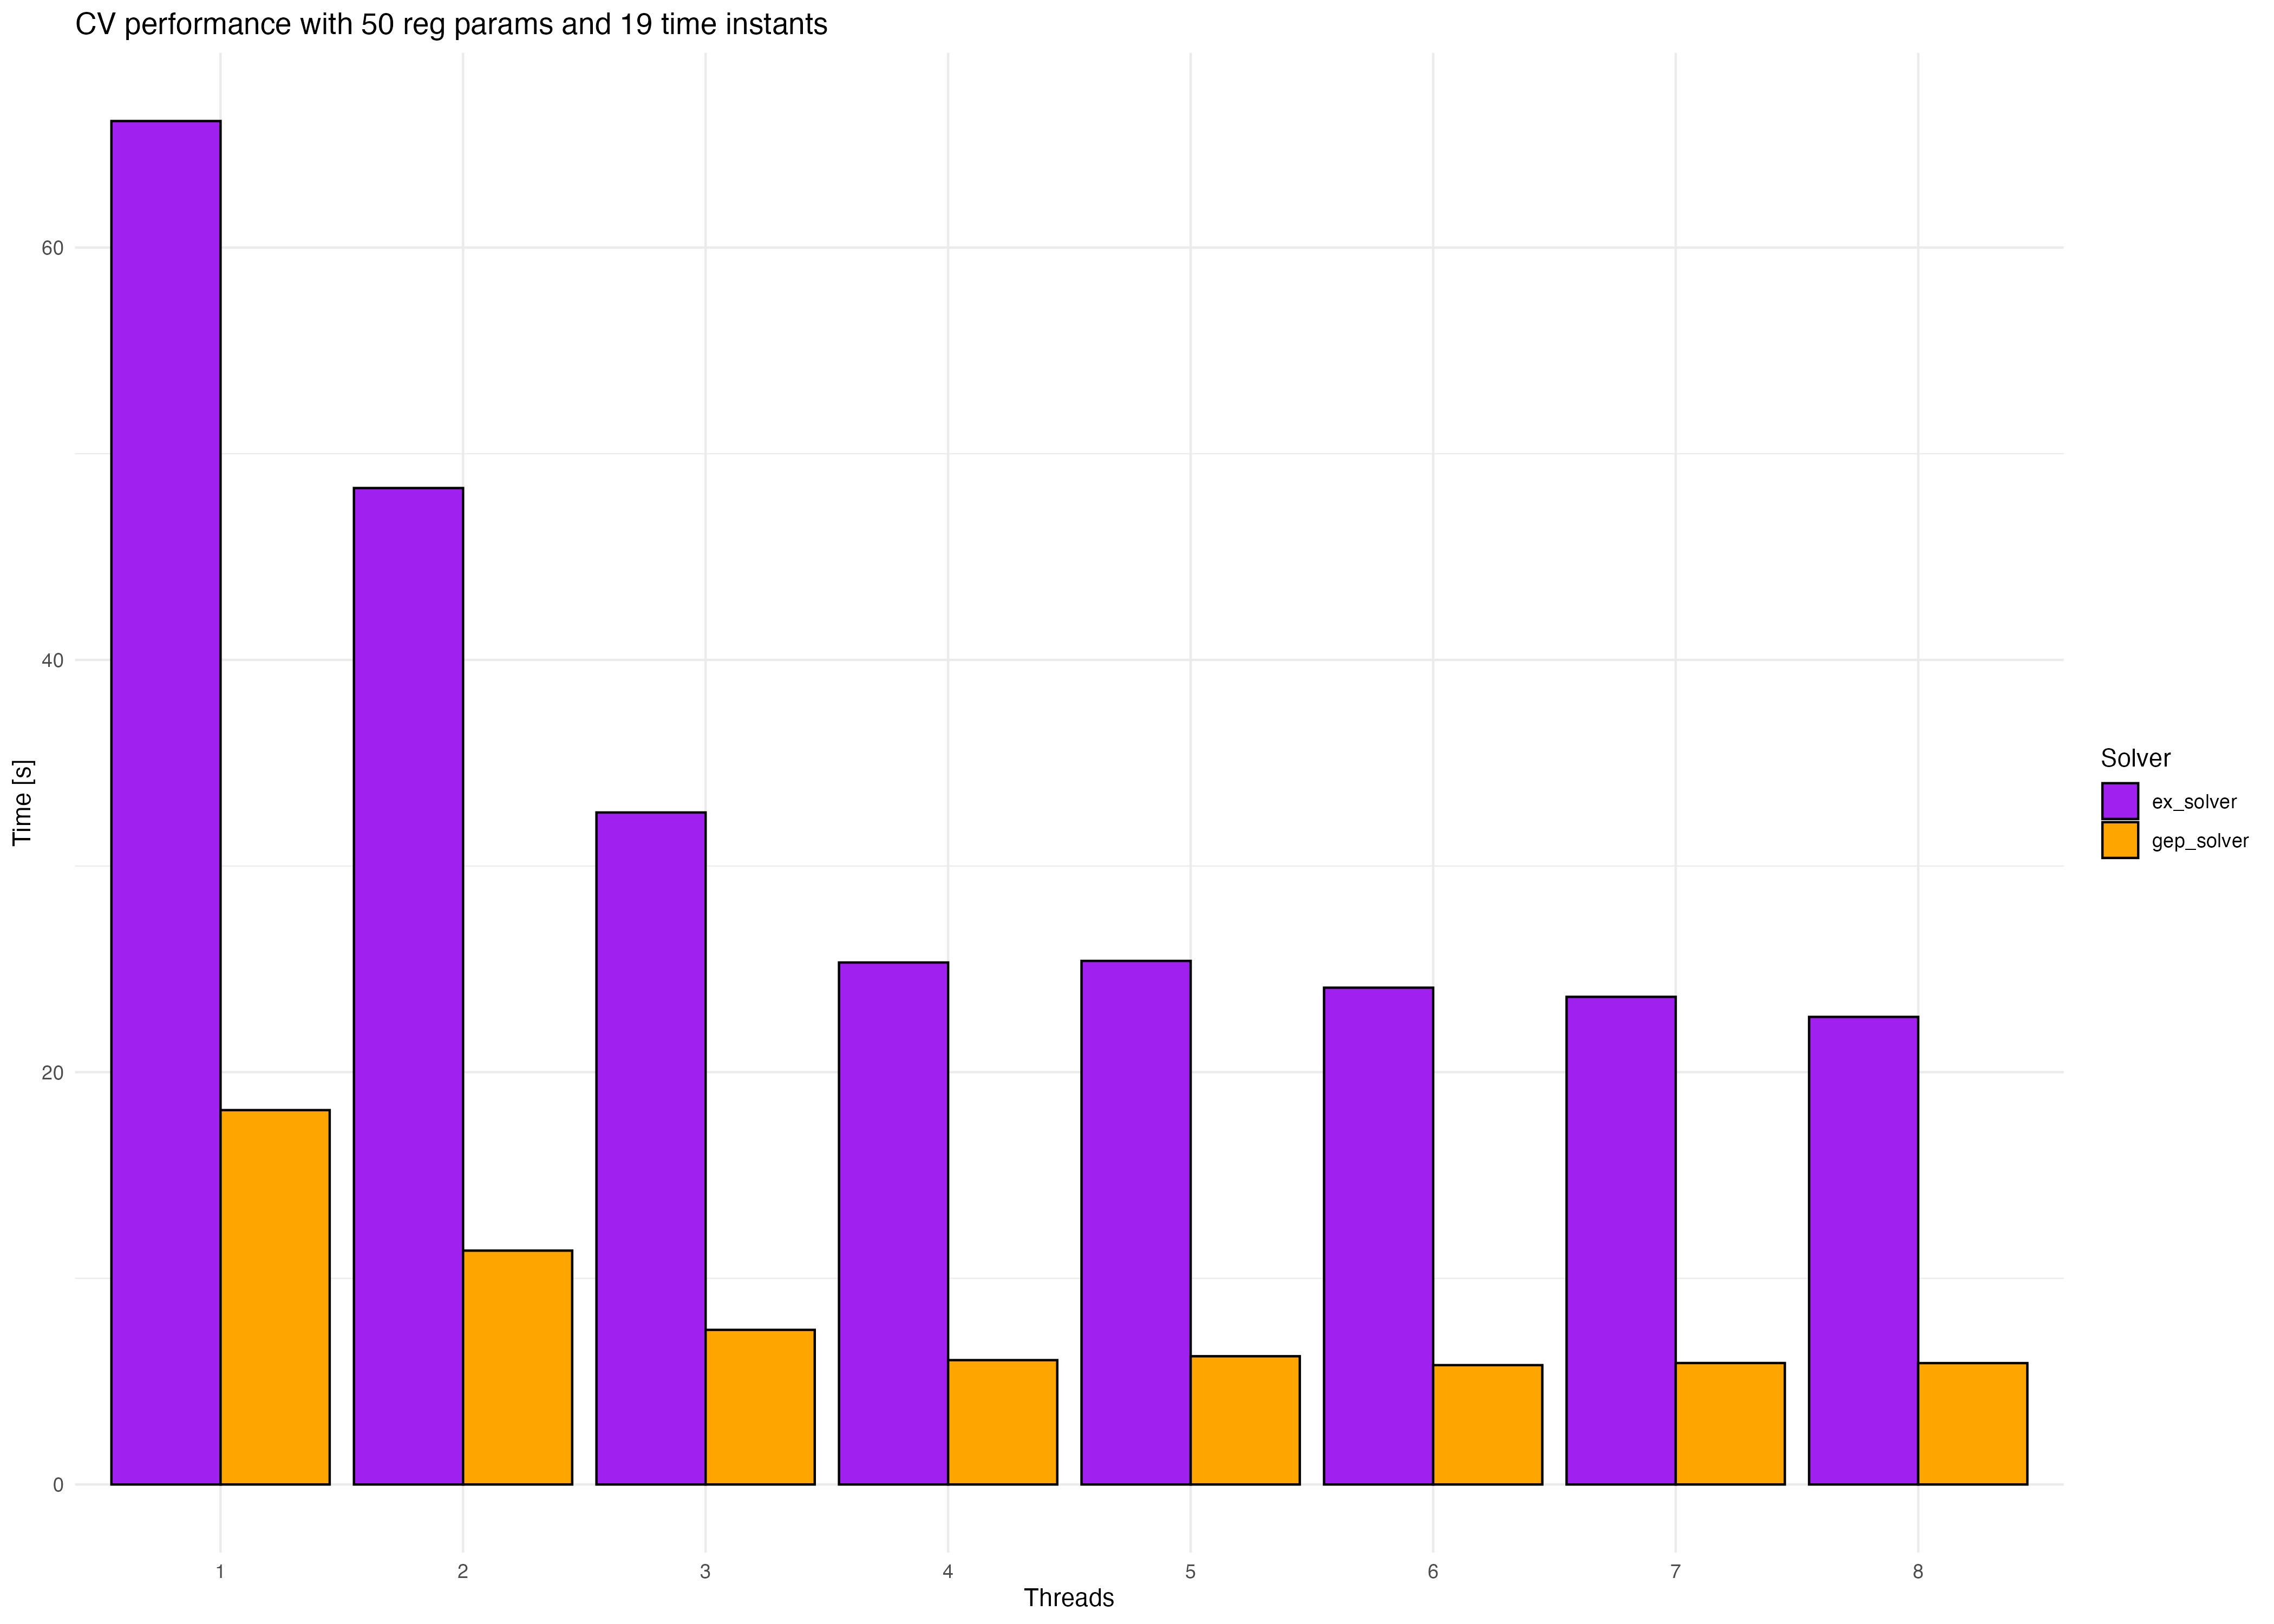 CV performance with 50 reg params and 19 time instants
60
40
20
0
Time [s]
1 2 3 4 5 6 7 8
Threads
Solver
ex_solver
gep_solver